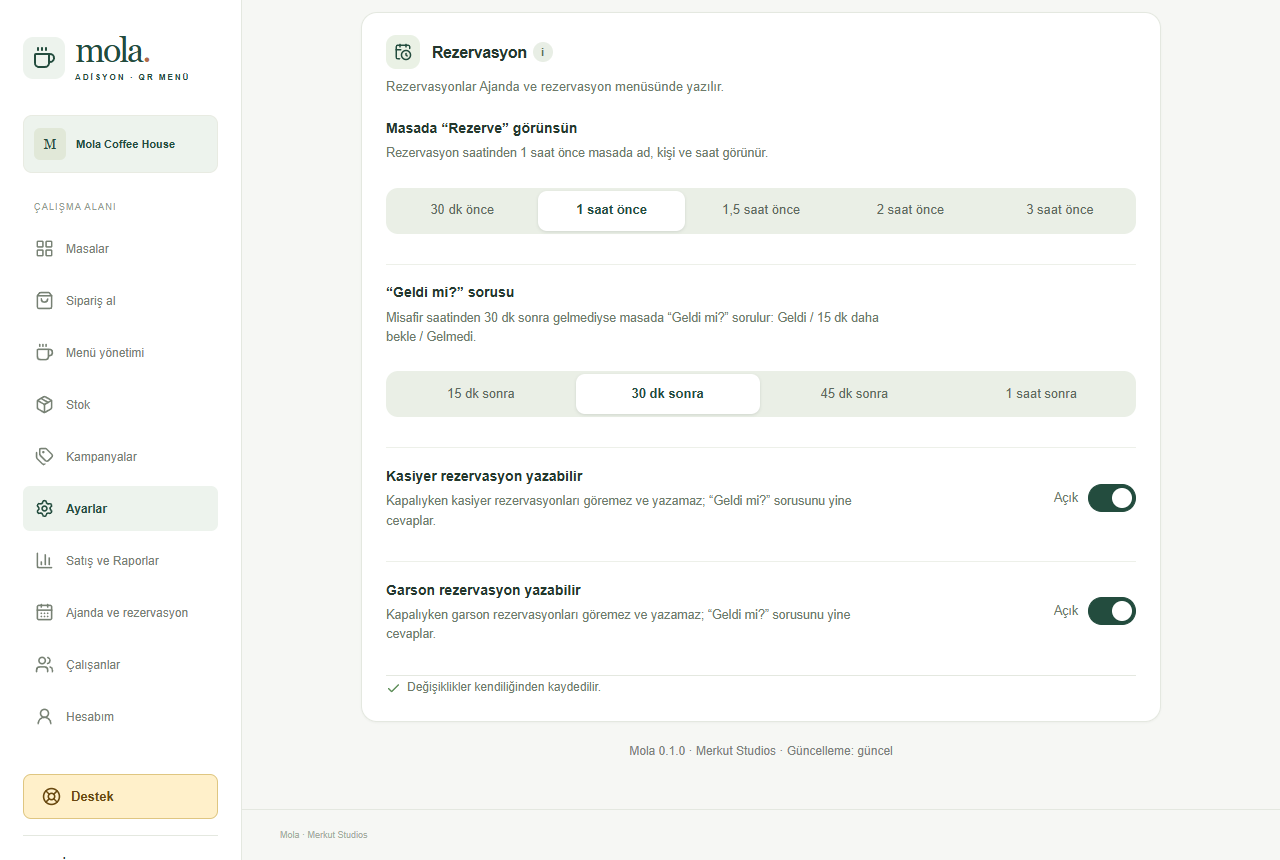 mola.
ADİSYON · QR MENÜ
M
Mola Coffee House
ÇALIŞMA ALANI
Masalar
Sipariş al
Menü yönetimi
Stok
Kampanyalar
Ayarlar
Satış ve Raporlar
Ajanda ve rezervasyon
Çalışanlar
Hesabım
Destek
Rezervasyon i
Rezervasyonlar Ajanda ve rezervasyon menüsünde yazılır.
Masada “Rezerve” görünsün
Rezervasyon saatinden 1 saat önce masada ad, kişi ve saat görünür.
30 dk önce 1 saat önce 1,5 saat önce 2 saat önce 3 saat önce
“Geldi mi?” sorusu
Misafir saatinden 30 dk sonra gelmediyse masada “Geldi mi?” sorulur: Geldi / 15 dk daha
bekle / Gelmedi.
15 dk sonra 30 dk sonra 45 dk sonra 1 saat sonra
Kasiyer rezervasyon yazabilir
Kapalıyken kasiyer rezervasyonları göremez ve yazamaz; “Geldi mi?” sorusunu yine
cevaplar.
Açık
Garson rezervasyon yazabilir
Kapalıyken garson rezervasyonları göremez ve yazamaz; “Geldi mi?” sorusunu yine
cevaplar.
Açık
Değişiklikler kendiliğinden kaydedilir.
Mola 0.1.0 · Merkut Studios · Güncelleme: güncel
Mola · Merkut Studios